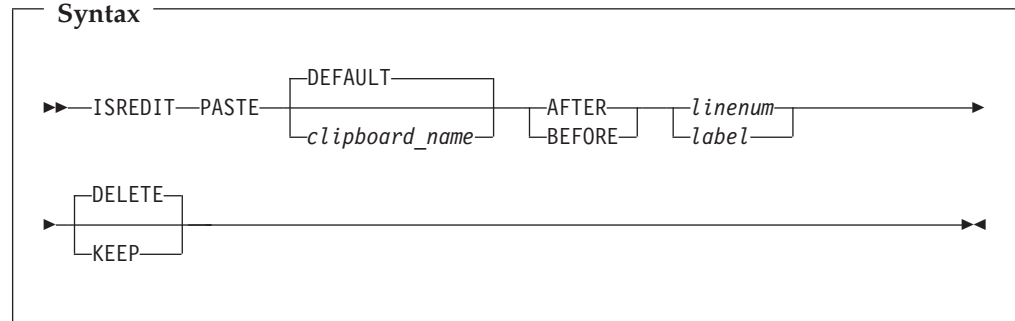 Syntax
DEFAULT
ISREDIT PASTE AFTER linenum
clipboard_name BEFORE label
DELETE
KEEP